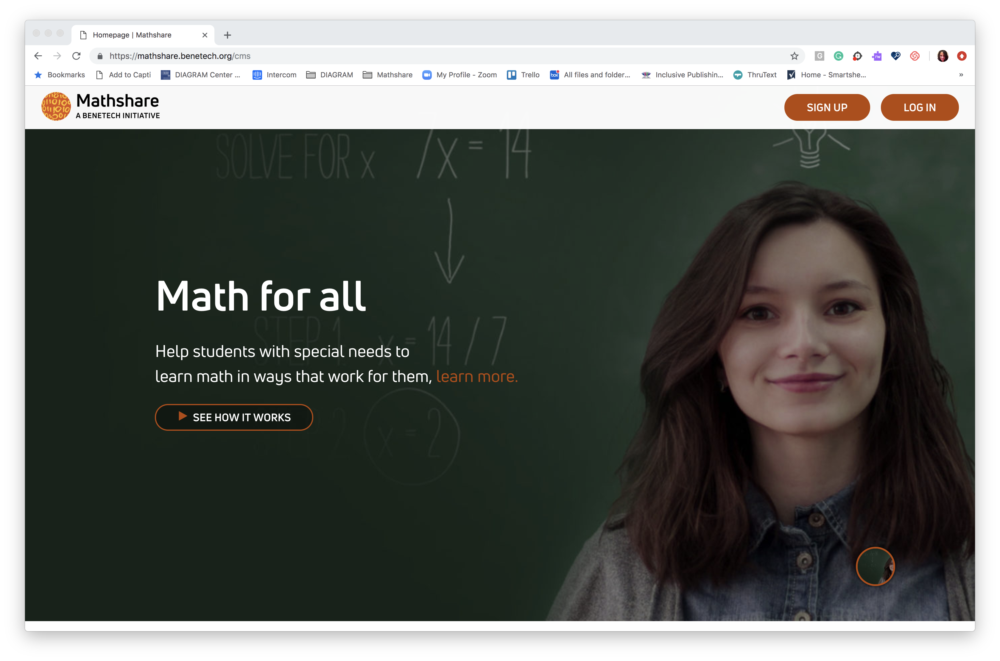 Homepage | Mathshare
https://mathshare.benetech.org/cms
Bookmarks Add to Capti DIAGRAM Center ... Intercom DIAGRAM Mathshare My Profile - Zoom Trello box All files and folder... Inclusive Publishin... ThruText Home - Smartshe... »
Mathshare
A BENETECH INITIATIVE
SIGN UP LOG IN
SOLVE FOR x 7x = 14
Math for all
STEP 1: x = 14 / 7
Help students with special needs to
learn math in ways that work for them, learn more.
SEE HOW IT WORKS
STEP 2: x = 2